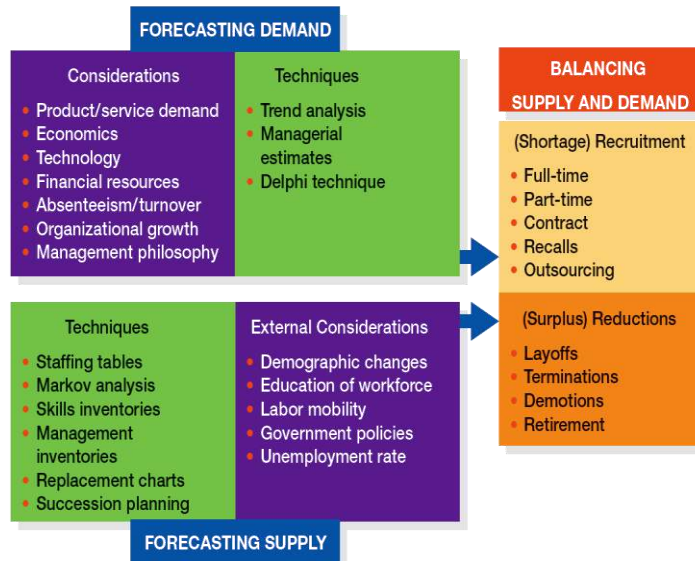 FORECASTING DEMAND
Considerations
• Product/service demand
• Economics
• Technology
• Financial resources
• Absenteeism/turnover
• Organizational growth
• Management philosophy
Techniques
• Trend analysis
• Managerial
estimates
• Delphi technique
Techniques
• Staffing tables
• Markov analysis
• Skills inventories
• Management
inventories
• Replacement charts
• Succession planning
External Considerations
• Demographic changes
• Education of workforce
• Labor mobility
• Government policies
• Unemployment rate
FORECASTING SUPPLY
BALANCING
SUPPLY AND DEMAND
(Shortage) Recruitment
• Full-time
• Part-time
• Contract
• Recalls
• Outsourcing
(Surplus) Reductions
• Layoffs
• Terminations
• Demotions
• Retirement